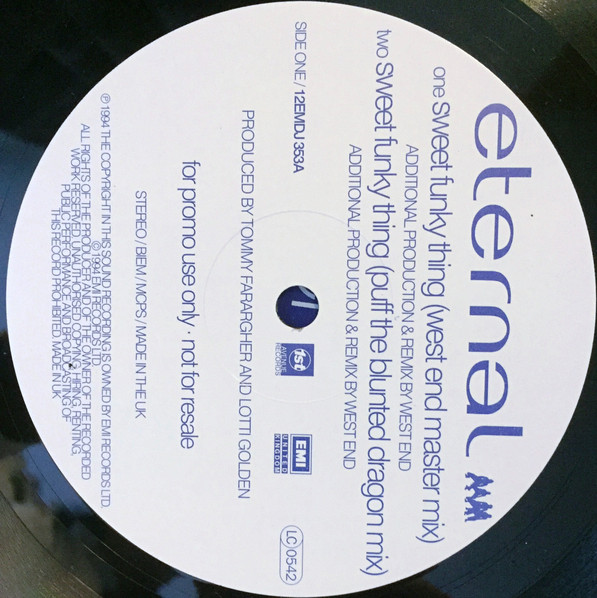 eternal
one sweet funky thing (west end master mix)
ADDITIONAL PRODUCTION & REMIX BY WEST END
two sweet funky thing (puff the blunted dragon mix)
ADDITIONAL PRODUCTION & REMIX BY WEST END
SIDE ONE / 12EMDJ 353A
1st
AVENUE
RECORDS
EMI
UNITED
KINGDOM
LC 0542
PRODUCED BY TOMMY FARARGHER AND LOTTI GOLDEN
for promo use only · not for resale
STEREO / BIEM / MCPS / MADE IN THE UK
℗ 1994 THE COPYRIGHT IN THIS SOUND RECORDING IS OWNED BY EMI RECORDS LTD.
© 1994 EMI RECORDS LTD.
ALL RIGHTS OF THE PRODUCER AND OF THE OWNER OF THE RECORDED
WORK RESERVED. UNAUTHORISED COPYING, HIRING, RENTING,
PUBLIC PERFORMANCE AND BROADCASTING OF
THIS RECORD PROHIBITED. MADE IN UK